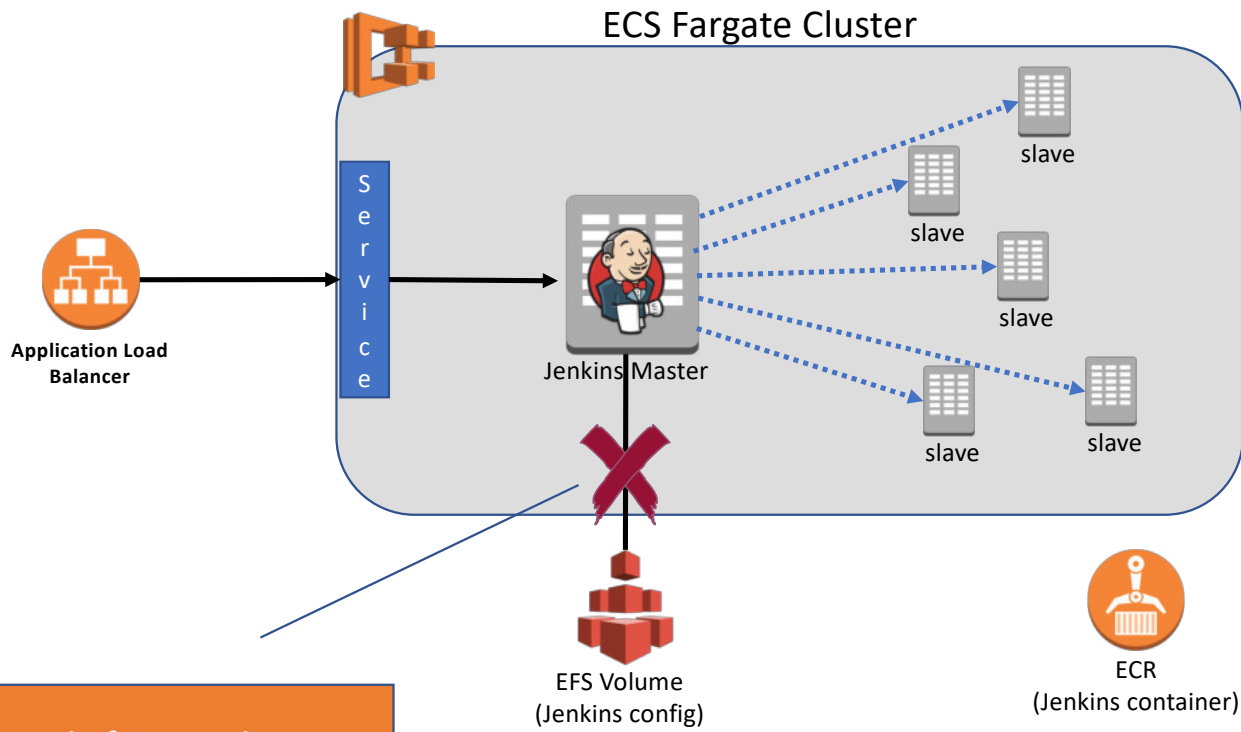 ECS Fargate Cluster
slave
slave
Service
slave
Application Load
Balancer
Jenkins Master
slave
slave
EFS Volume
(Jenkins config)
ECR
(Jenkins container)